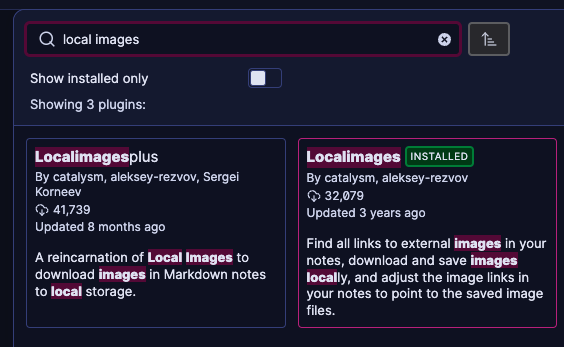 local images
Show installed only
Showing 3 plugins:
Localimagesplus
By catalysm, aleksey-rezvov, Sergei
Korneev
41,739
Updated 8 months ago
A reincarnation of Local Images to
download images in Markdown notes
to local storage.
Localimages INSTALLED
By catalysm, aleksey-rezvov
32,079
Updated 3 years ago
Find all links to external images in your
notes, download and save images
locally, and adjust the image links in
your notes to point to the saved image
files.